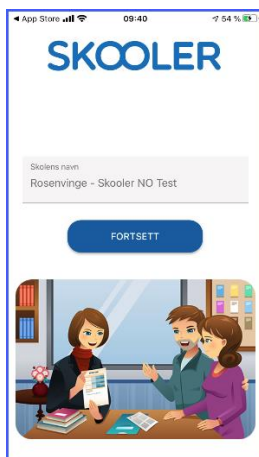 App Store 09:40 54 %
SKOOLER
Skolens navn
Rosenvinge - Skooler NO Test
FORTSETT